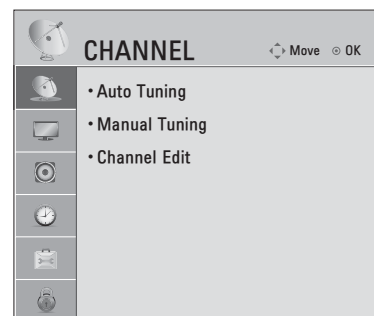 CHANNEL
Move OK
• Auto Tuning
• Manual Tuning
• Channel Edit